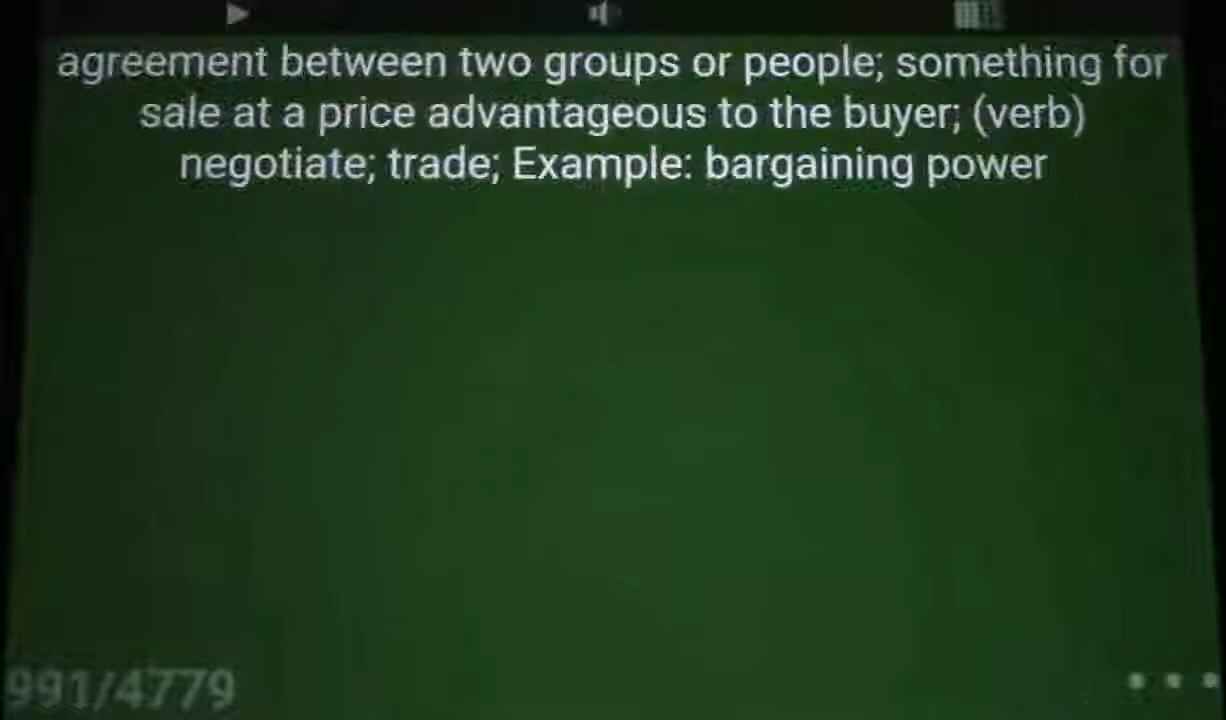 agreement between two groups or people; something for
sale at a price advantageous to the buyer; (verb)
negotiate; trade; Example: bargaining power
991/4779